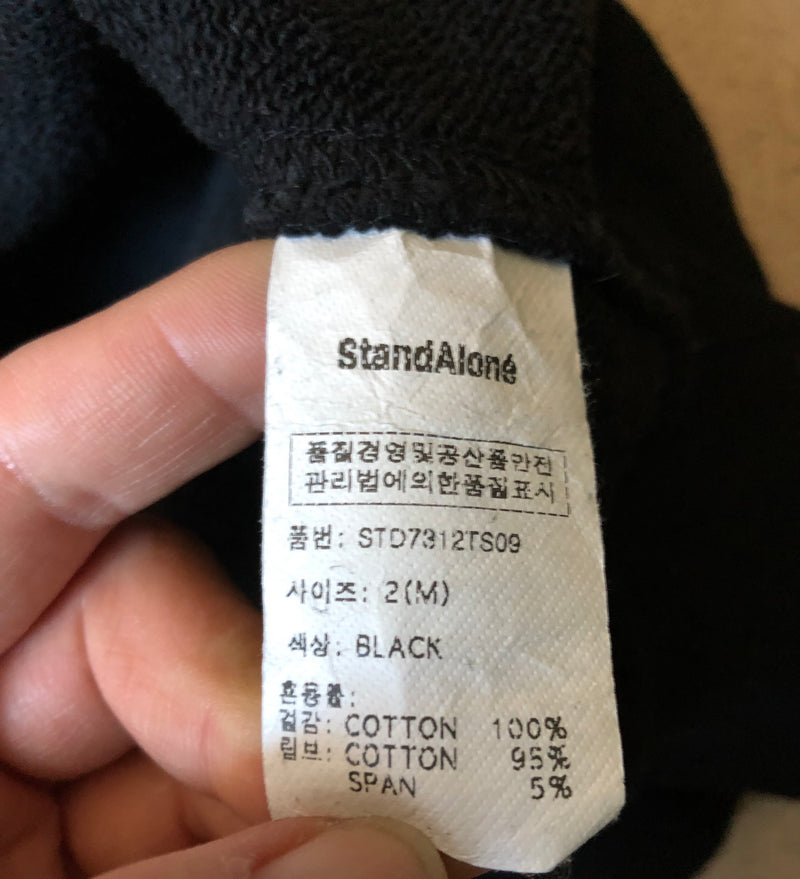 StandAloné
품질경영및공산품안전
관리법에의한품질표시
품번: STD7312TS09
사이즈: 2(M)
색상: BLACK
혼용률:
겉감: COTTON 100%
립브: COTTON 95%
SPAN 5%